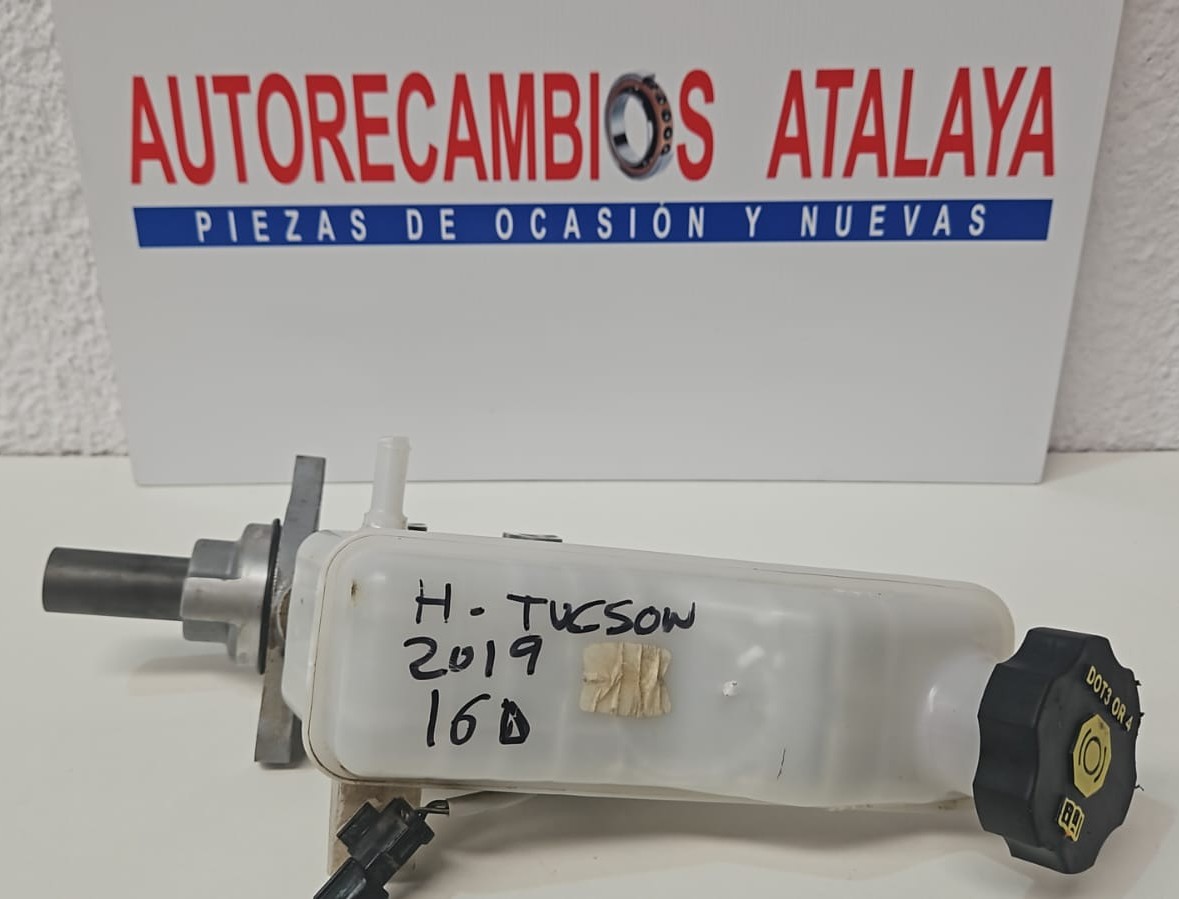 AUTORECAMBIOS ATALAYA
PIEZAS DE OCASIÓN Y NUEVAS
H - TUCSON
2019
16D
DOT3 OR 4